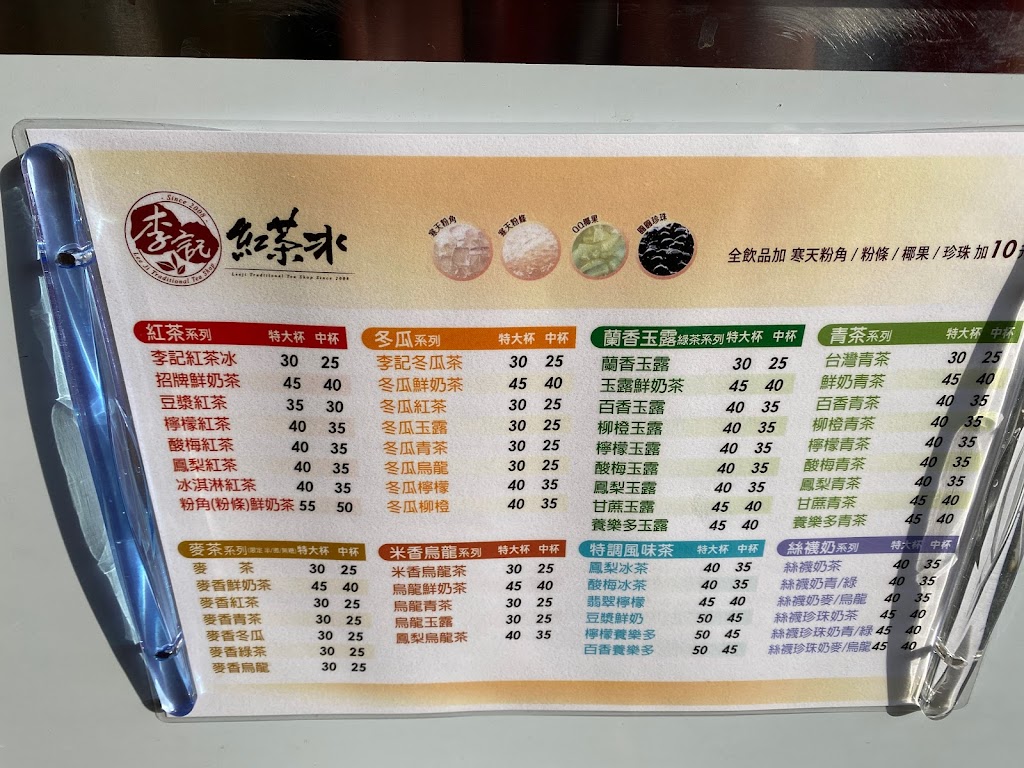 Since 2008
李記
Lee Ji Traditional Tea Shop
紅茶冰
Leeji Traditional Tea Shop Since 2008
寒天粉角
寒天粉條
QQ椰果
珍珠
全飲品加 寒天粉角 / 粉條 / 椰果 / 珍珠 加10元
紅茶系列 特大杯 中杯
李記紅茶冰 30 25
招牌鮮奶茶 45 40
豆漿紅茶 35 30
檸檬紅茶 40 35
酸梅紅茶 40 35
鳳梨紅茶 40 35
冰淇淋紅茶 40 35
粉角(粉條)鮮奶茶 55 50
冬瓜系列 特大杯 中杯
李記冬瓜茶 30 25
冬瓜鮮奶茶 45 40
冬瓜紅茶 30 25
冬瓜玉露 30 25
冬瓜青茶 30 25
冬瓜烏龍 30 25
冬瓜檸檬 40 35
冬瓜柳橙 40 35
蘭香玉露綠茶系列 特大杯 中杯
蘭香玉露 30 25
玉露鮮奶茶 45 40
百香玉露 40 35
柳橙玉露 40 35
檸檬玉露 40 35
酸梅玉露 40 35
鳳梨玉露 40 35
甘蔗玉露 45 40
養樂多玉露 45 40
青茶系列 特大杯 中杯
台灣青茶 30 25
鮮奶青茶 45 40
百香青茶 40 35
柳橙青茶 40 35
檸檬青茶 40 35
酸梅青茶 40 35
鳳梨青茶 40 35
甘蔗青茶 45 40
養樂多青茶 45 40
麥茶系列 特大杯 中杯
麥 茶 30 25
麥香鮮奶茶 45 40
麥香紅茶 30 25
麥香青茶 30 25
麥香冬瓜 30 25
麥香綠茶 30 25
麥香烏龍 30 25
米香烏龍系列 特大杯 中杯
米香烏龍茶 30 25
烏龍鮮奶茶 45 40
烏龍青茶 30 25
烏龍玉露 30 25
鳳梨烏龍茶 40 35
特調風味茶 特大杯 中杯
鳳梨冰茶 40 35
酸梅冰茶 40 35
翡翠檸檬 45 40
豆漿鮮奶 50 45
檸檬養樂多 50 45
百香養樂多 50 45
絲襪奶系列 特大杯 中杯
絲襪奶茶 40 35
絲襪奶青/綠 40 35
絲襪奶麥/烏龍 40 35
絲襪珍珠奶茶 45 40
絲襪珍珠奶青/綠 45 40
絲襪珍珠奶麥/烏龍 45 40